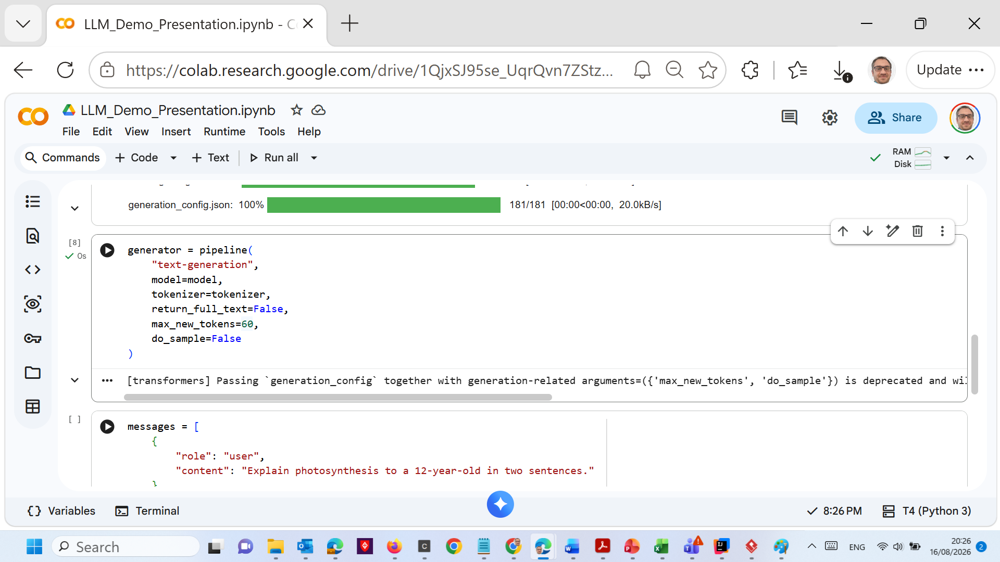 LLM_Demo_Presentation.ipynb - C
https://colab.research.google.com/drive/1QjxSJ95se_UqrQvn7ZStz...
Update
LLM_Demo_Presentation.ipynb
File Edit View Insert Runtime Tools Help
Share
Commands + Code + Text Run all
RAM
Disk
generation_config.json: 100% 181/181 [00:00<00:00, 20.0kB/s]
[8]
0s
generator = pipeline(
"text-generation",
model=model,
tokenizer=tokenizer,
return_full_text=False,
max_new_tokens=60,
do_sample=False
)
[transformers] Passing `generation_config` together with generation-related arguments=({'max_new_tokens', 'do_sample'}) is deprecated and wi
[ ]
messages = [
{
"role": "user",
"content": "Explain photosynthesis to a 12-year-old in two sentences."
}
{} Variables Terminal
8:26 PM T4 (Python 3)
Search
ENG
20:26
16/08/2026
2